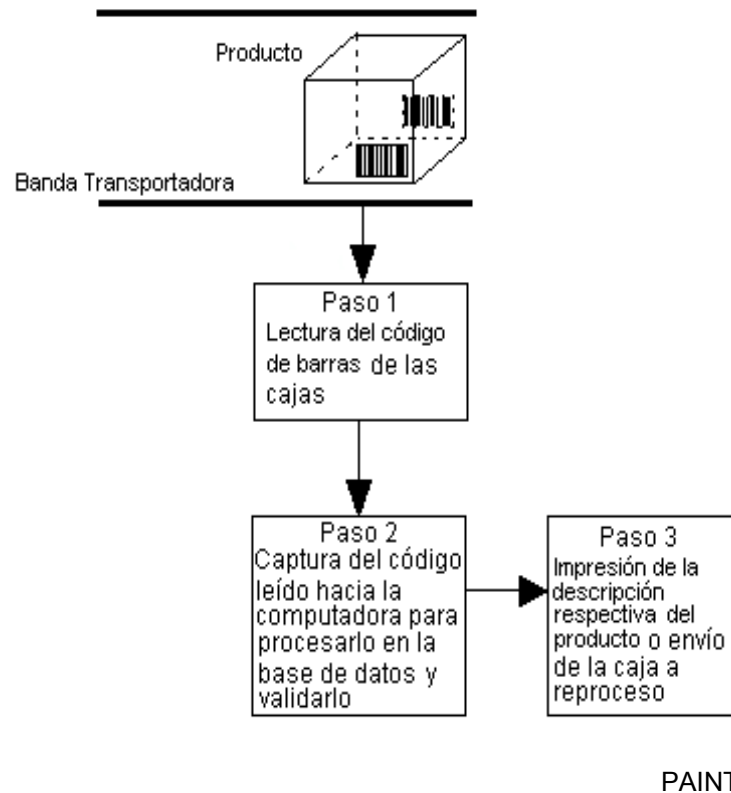 Producto
Banda Transportadora
Paso 1
Lectura del código
de barras de las
cajas
Paso 2
Captura del código
leído hacia la
computadora para
procesarlo en la
base de datos y
validarlo
Paso 3
Impresión de la
descripción
respectiva del
producto o envío
de la caja a
reproceso
PAINT